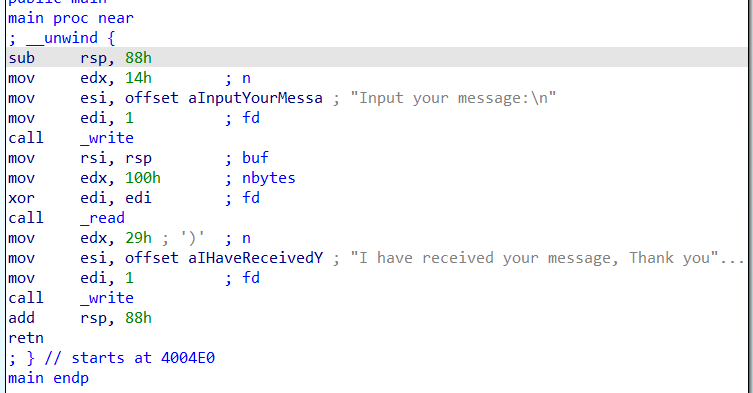 public main
main proc near
; __unwind {
sub rsp, 88h
mov edx, 14h ; n
mov esi, offset aInputYourMessa ; "Input your message:\n"
mov edi, 1 ; fd
call _write
mov rsi, rsp ; buf
mov edx, 100h ; nbytes
xor edi, edi ; fd
call _read
mov edx, 29h ; ')' ; n
mov esi, offset aIHaveReceivedY ; "I have received your message, Thank you"...
mov edi, 1 ; fd
call _write
add rsp, 88h
retn
; } // starts at 4004E0
main endp